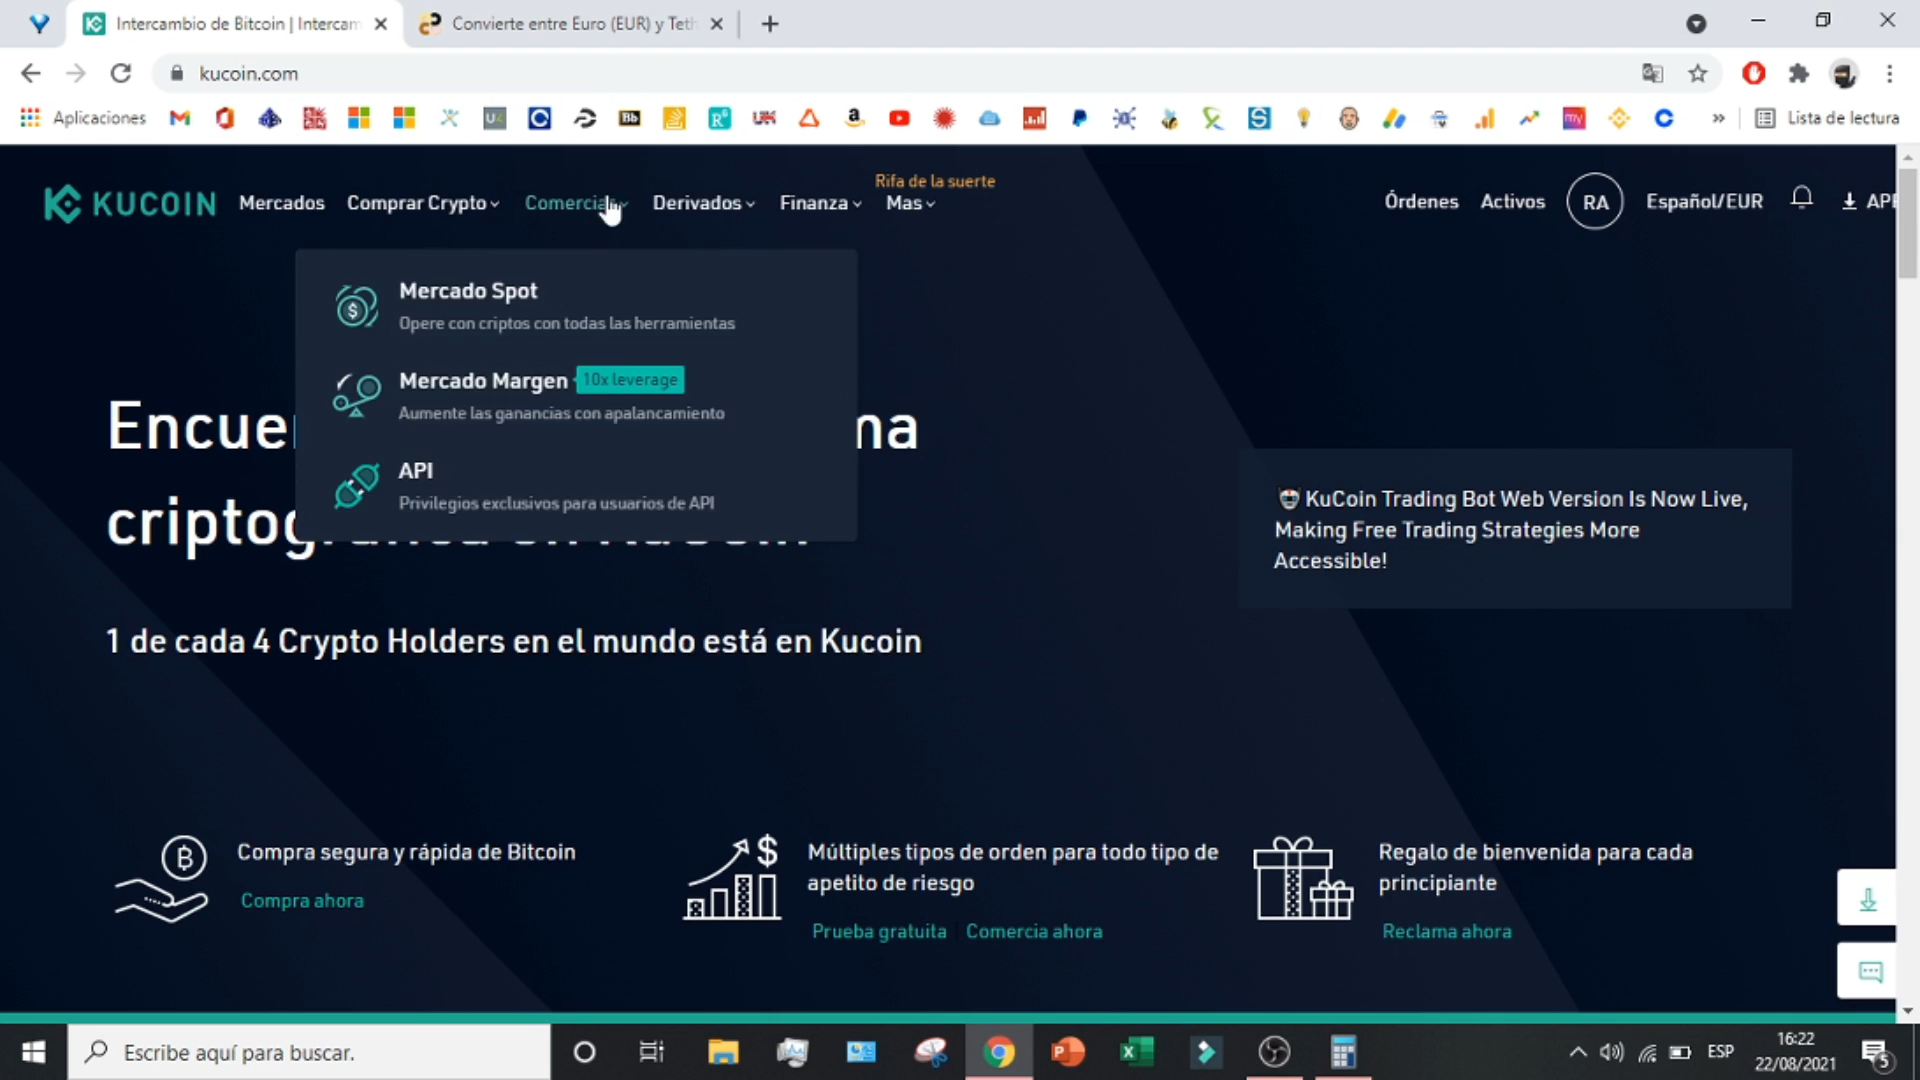 Intercambio de Bitcoin | Intercam
Convierte entre Euro (EUR) y Teth
kucoin.com
Aplicaciones
Bb
my
Lista de lectura
KUCOIN
Mercados
Comprar Crypto
Comerciar
Derivados
Finanza
Rifa de la suerte
Mas
Órdenes
Activos
RA
Español/EUR
Mercado Spot
Opere con criptos con todas las herramientas
Mercado Margen
10x leverage
Aumente las ganancias con apalancamiento
API
Privilegios exclusivos para usuarios de API
Encue
na
KuCoin Trading Bot Web Version Is Now Live,
Making Free Trading Strategies More
Accessible!
1 de cada 4 Crypto Holders en el mundo está en Kucoin
Compra segura y rápida de Bitcoin
Compra ahora
Múltiples tipos de orden para todo tipo de
apetito de riesgo
Prueba gratuita
Comercia ahora
Regalo de bienvenida para cada
principiante
Reclama ahora
Escribe aquí para buscar.
ESP
16:22
22/08/2021
5